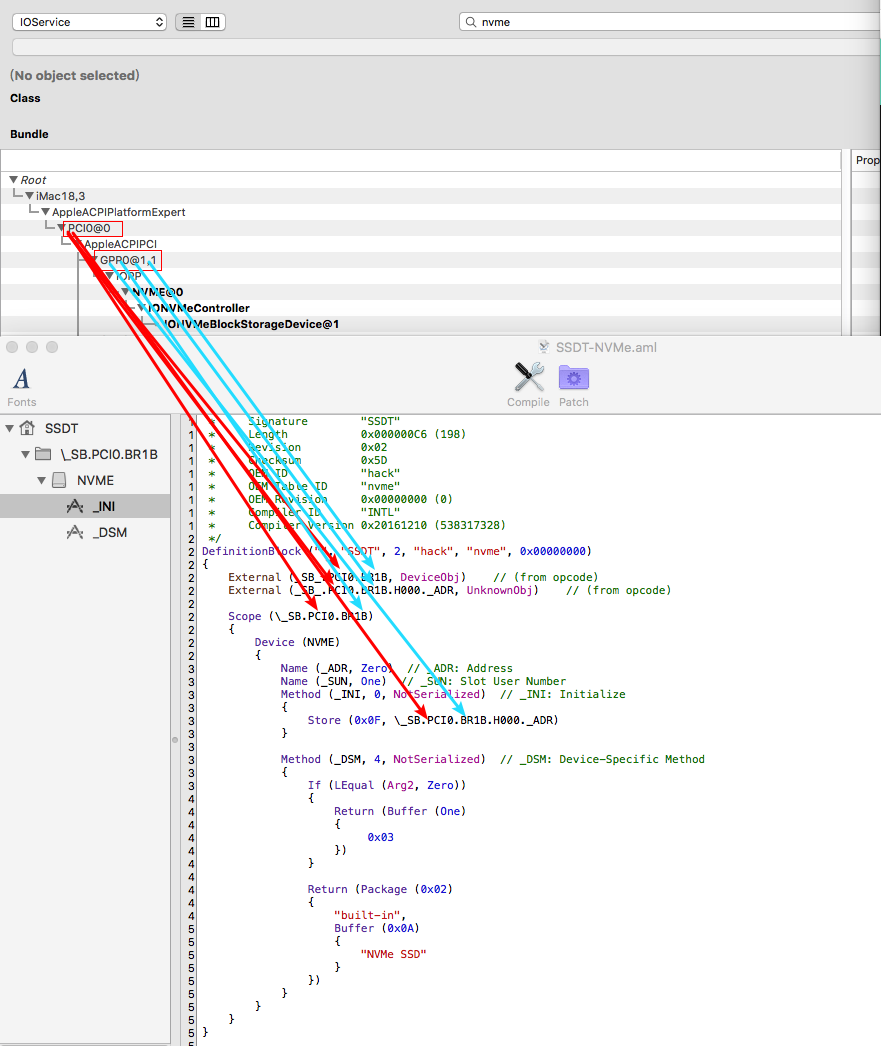 IOService
nvme
(No object selected)
Class
Bundle
Prop
Root
iMac18,3
AppleACPIPlatformExpert
PCI0@0
AppleACPIPCI
GPP0@1,1
IOPP
NVME@0
IONVMeController
IONVMeBlockStorageDevice@1
SSDT-NVMe.aml
Fonts
Compile
Patch
SSDT
\_SB.PCI0.BR1B
NVME
_INI
_DSM
1 * Signature "SSDT"
1 * Length 0x000000C6 (198)
1 * Revision 0x02
1 * Checksum 0x5D
1 * OEM ID "hack"
1 * OEM Table ID "nvme"
1 * OEM Revision 0x00000000 (0)
1 * Compiler ID "INTL"
1 * Compiler Version 0x20161210 (538317328)
2 */
2 DefinitionBlock ("", "SSDT", 2, "hack", "nvme", 0x00000000)
2 {
2 External (_SB_.PCI0.BR1B, DeviceObj) // (from opcode)
2 External (_SB_.PCI0.BR1B.H000._ADR, UnknownObj) // (from opcode)
2
2 Scope (\_SB.PCI0.BR1B)
2 {
2 Device (NVME)
2 {
3 Name (_ADR, Zero) // _ADR: Address
3 Name (_SUN, One) // _SUN: Slot User Number
3 Method (_INI, 0, NotSerialized) // _INI: Initialize
3 {
3 Store (0x0F, \_SB.PCI0.BR1B.H000._ADR)
3 }
3
3 Method (_DSM, 4, NotSerialized) // _DSM: Device-Specific Method
3 {
3 If (LEqual (Arg2, Zero))
4 {
4 Return (Buffer (One)
4 {
4 0x03
4 })
4 }
4
4 Return (Package (0x02)
4 {
4 "built-in",
5 Buffer (0x0A)
5 {
5 "NVMe SSD"
5 }
5 })
5 }
5 }
5 }
5 }
5